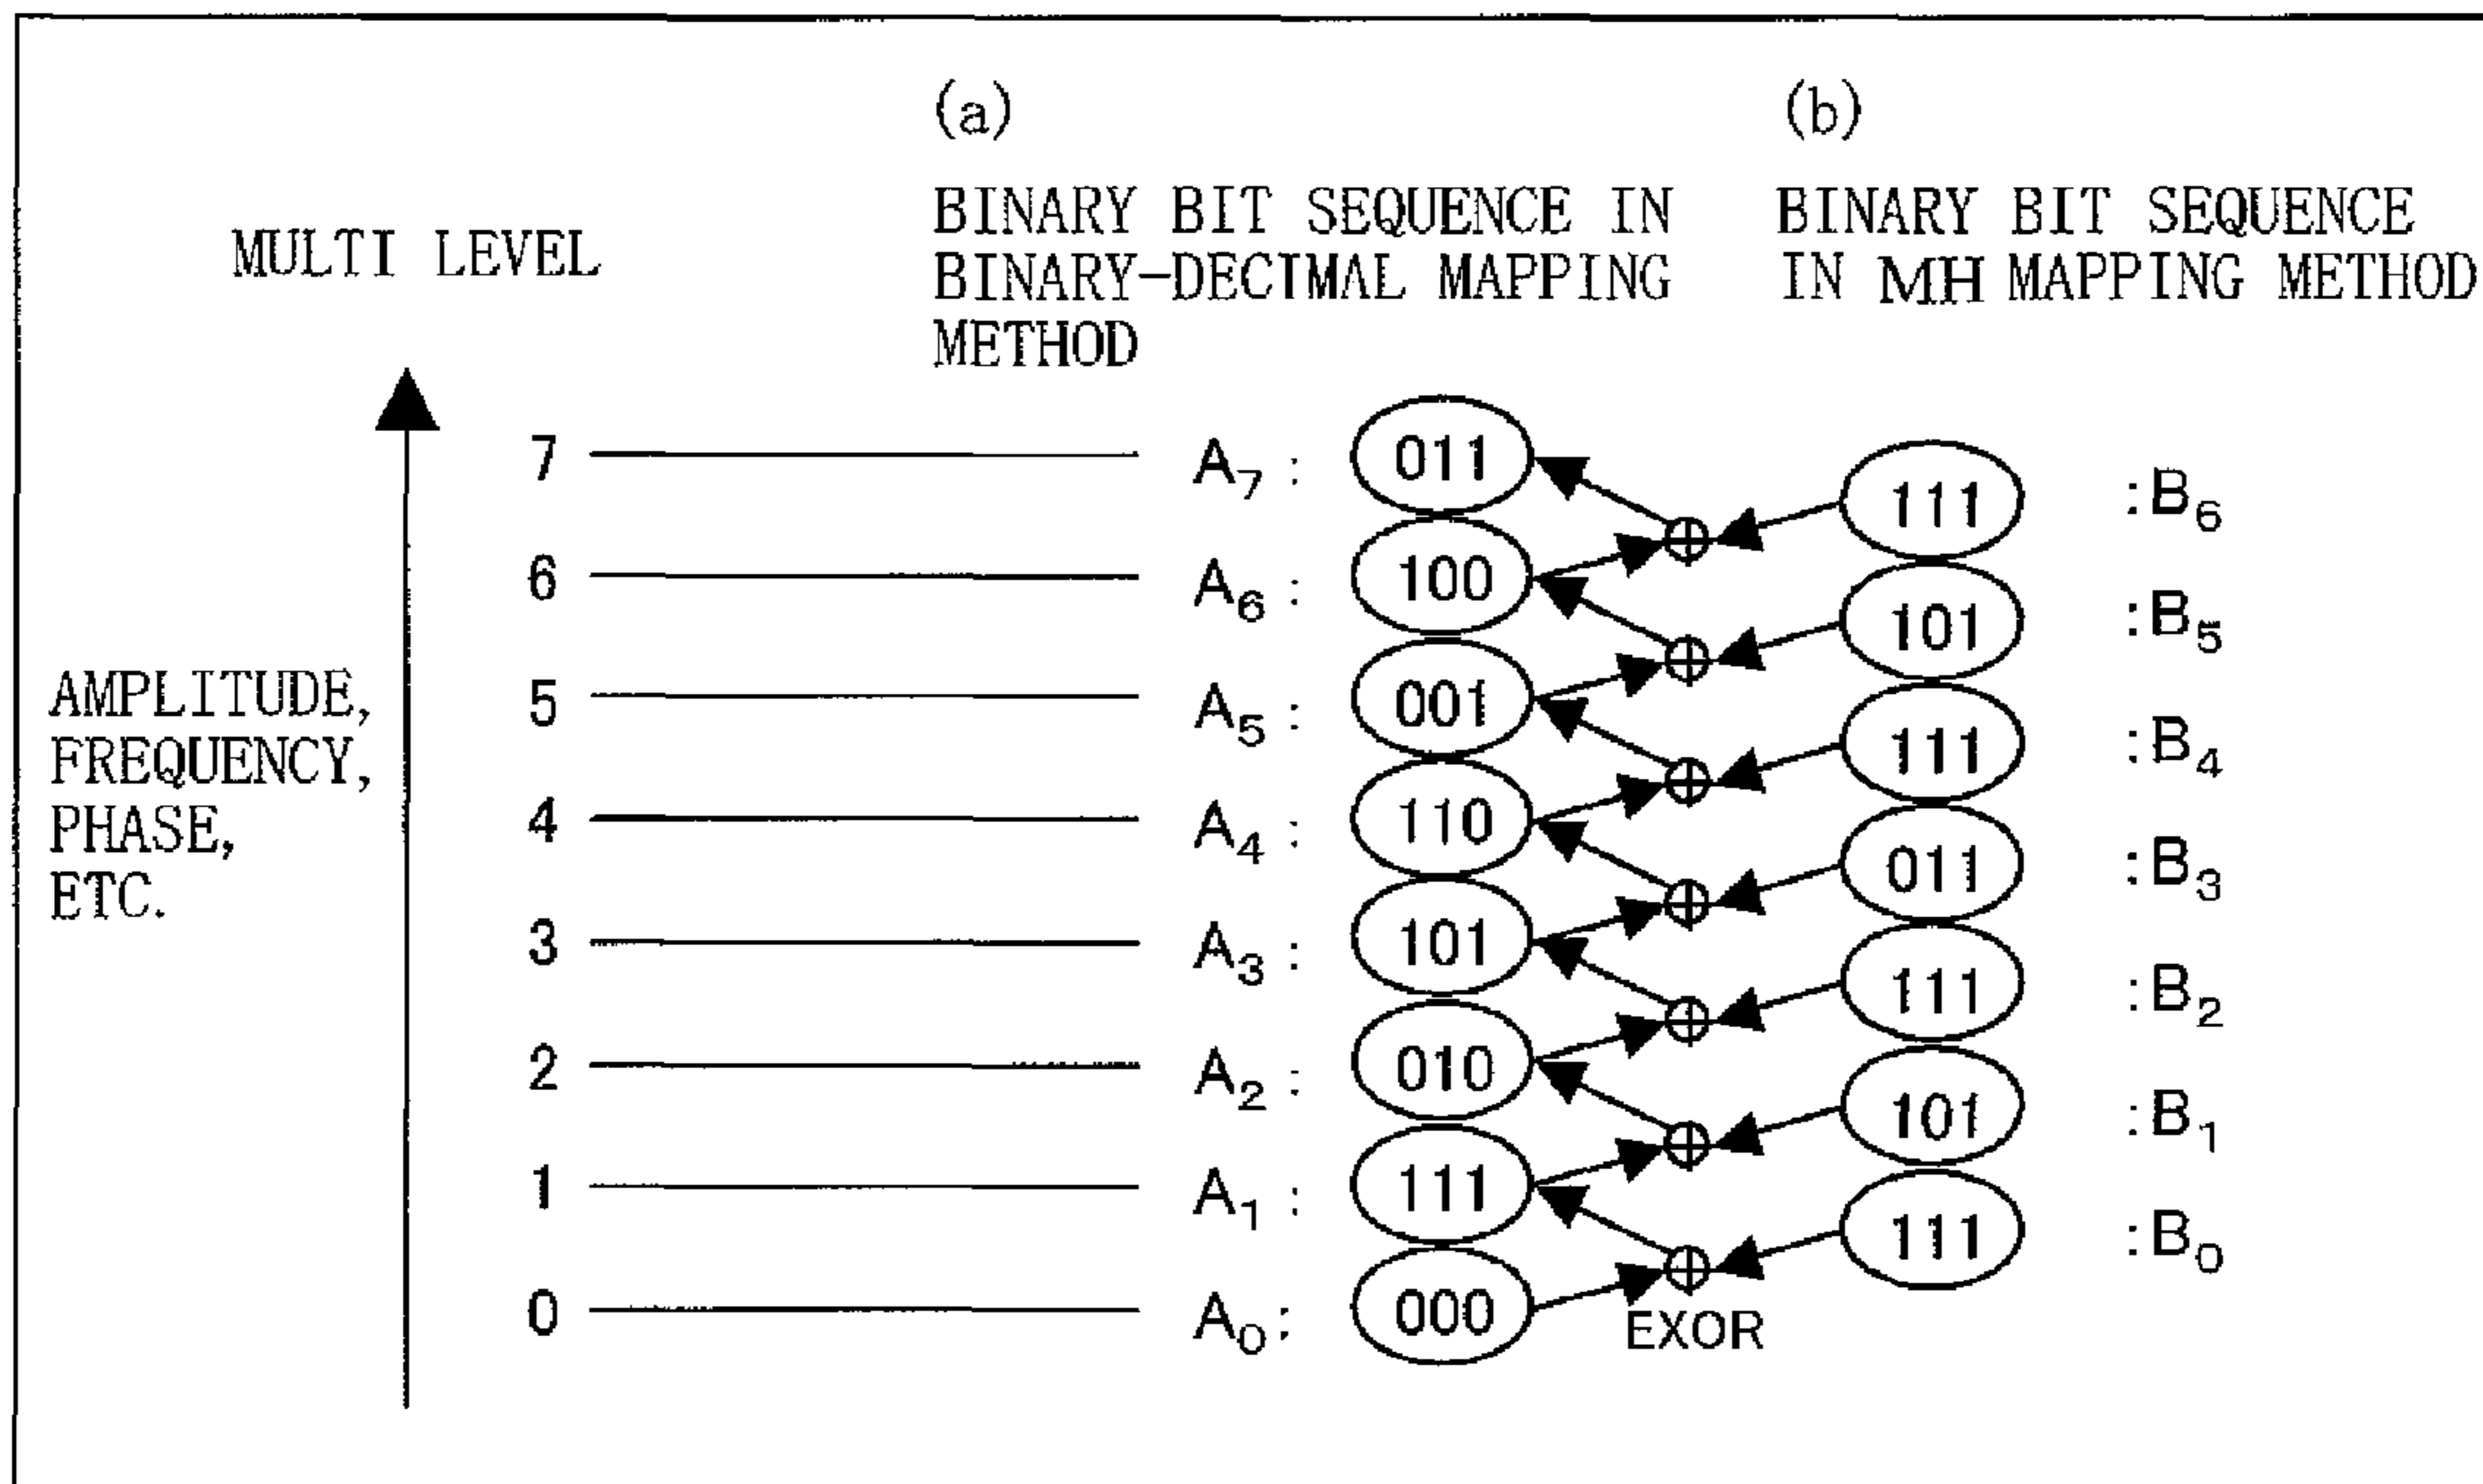 (a)
(b)
MULTI LEVEL
BINARY BIT SEQUENCE IN
BINARY-DECIMAL MAPPING
METHOD
BINARY BIT SEQUENCE
IN MH MAPPING METHOD
AMPLITUDE,
FREQUENCY,
PHASE,
ETC.
7 A7: 011
111 :B6
6 A6: 100
101 :B5
5 A5: 001
111 :B4
4 A4: 110
011 :B3
3 A3: 101
111 :B2
2 A2: 010
101 :B1
1 A1: 111
111 :B0
0 A0: 000
EXOR